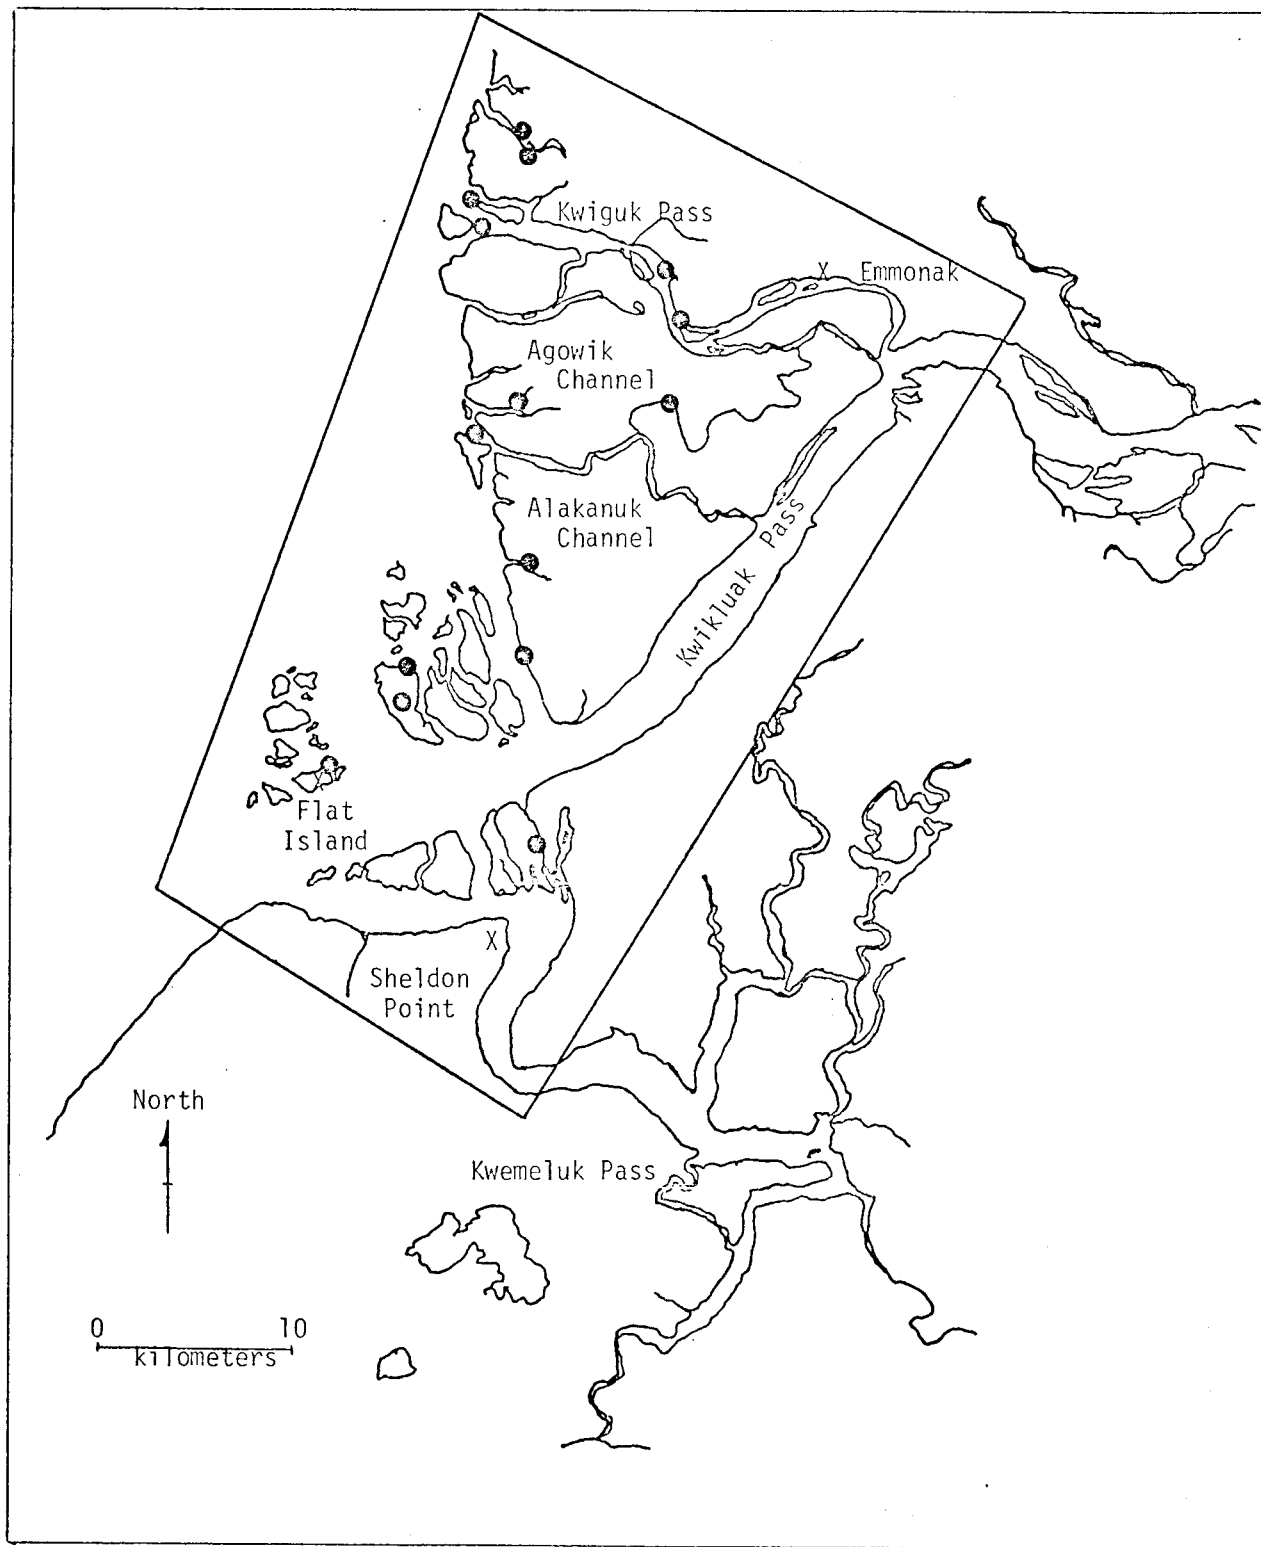 Kwiguk Pass
X Emmonak
Agowik
Channel
Alakanuk
Channel
Kwikluak Pass
Flat
Island
X
Sheldon
Point
North
Kwemeluk Pass
0 10
kilometers